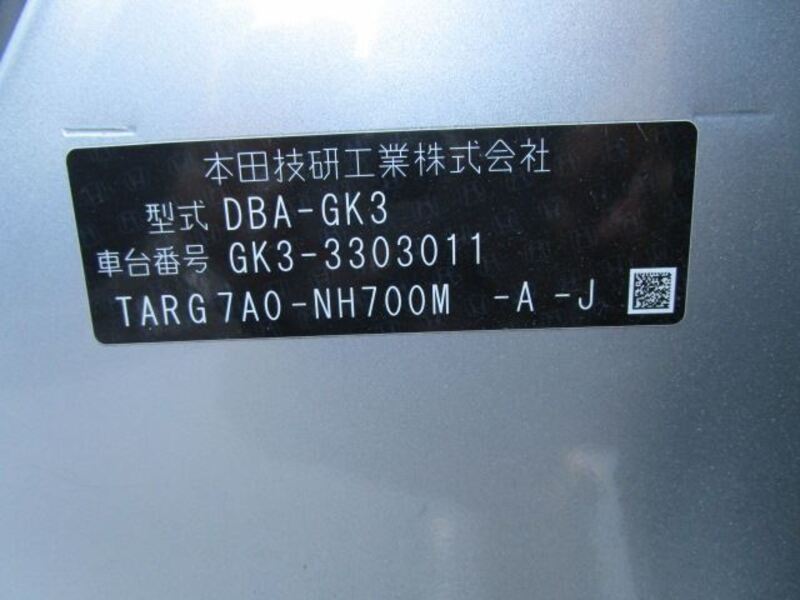 本田技研工業株式会社
型式 DBA-GK3
車台番号 GK3-3303011
TARG7A0-NH700M -A -J